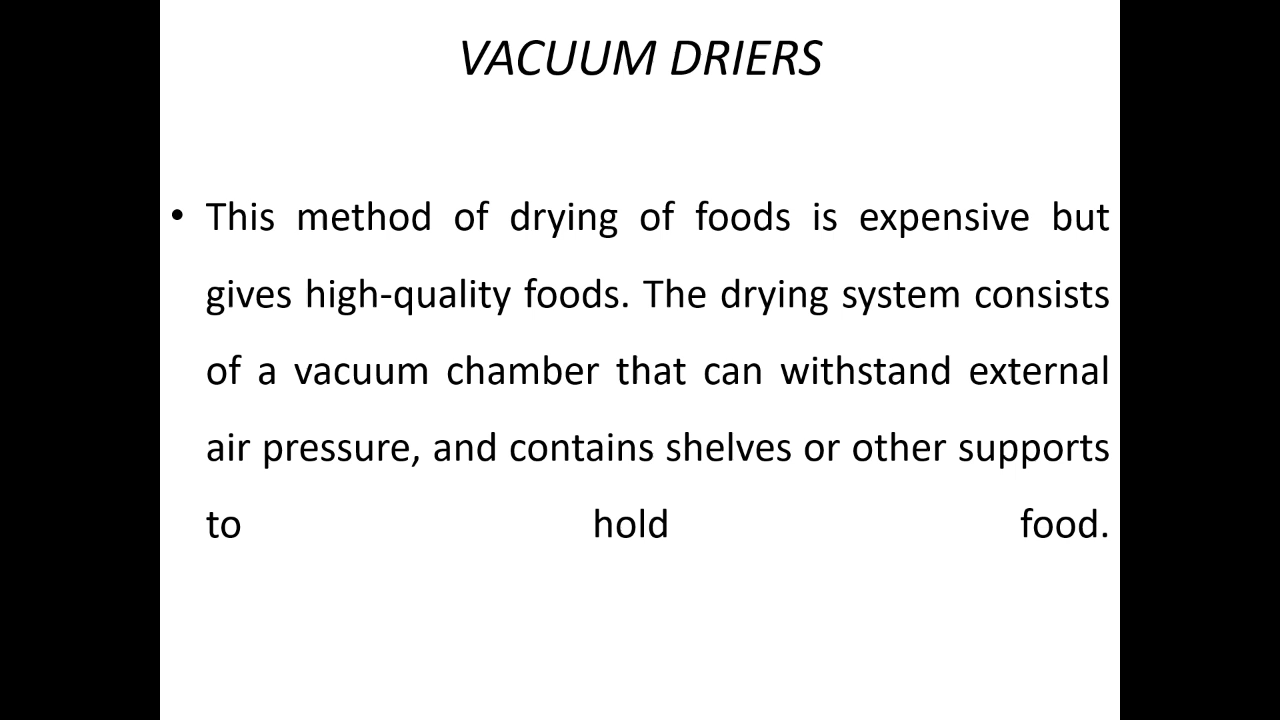 VACUUM DRIERS
• This method of drying of foods is expensive but
gives high-quality foods. The drying system consists
of a vacuum chamber that can withstand external
air pressure, and contains shelves or other supports
to hold food.